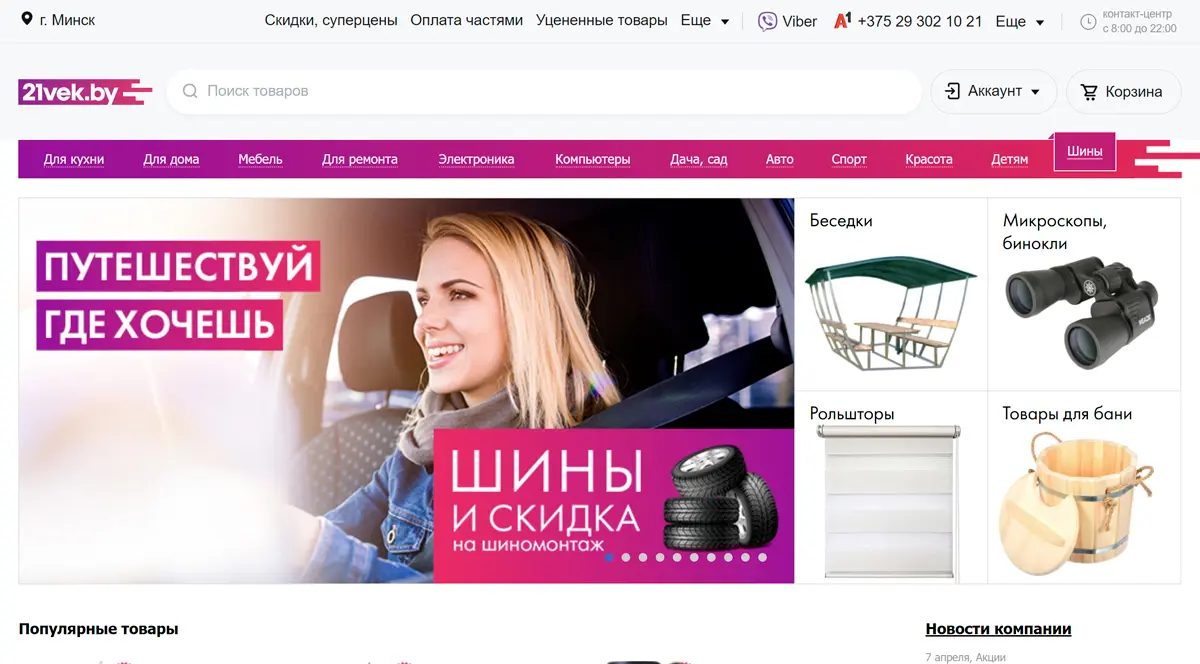 г. Минск
Скидки, суперцены
Оплата частями
Уцененные товары
Еще
Viber
A1
+375 29 302 10 21
Еще
контакт-центр
с 8:00 до 22:00
21vek.by
Поиск товаров
Аккаунт
Корзина
Для кухни
Для дома
Мебель
Для ремонта
Электроника
Компьютеры
Дача, сад
Авто
Спорт
Красота
Детям
Шины
ПУТЕШЕСТВУЙ
ГДЕ ХОЧЕШЬ
ШИНЫ
И СКИДКА
на шиномонтаж
Беседки
Микроскопы,
бинокли
Рольшторы
Товары для бани
Популярные товары
Новости компании
7 апреля, Акции